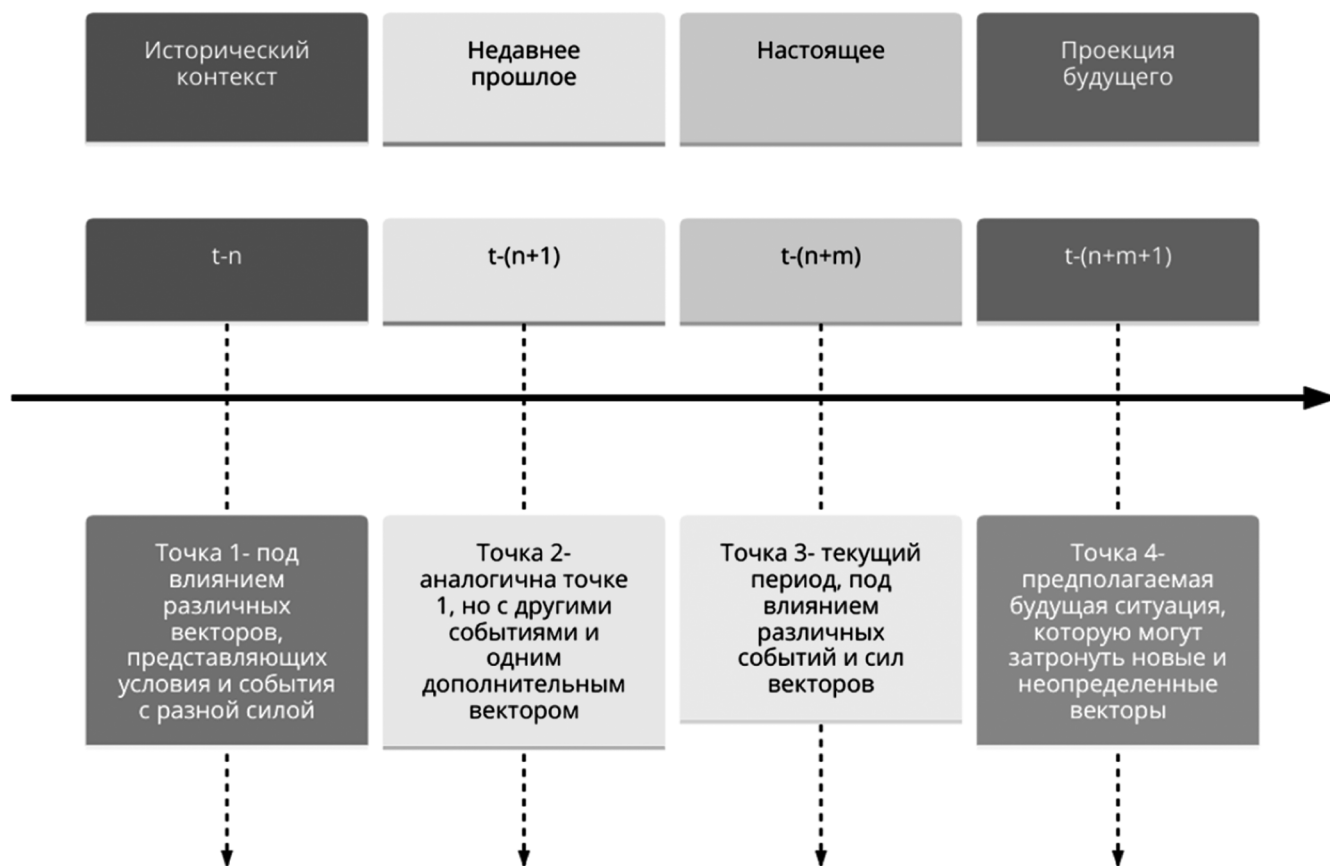 Исторический
контекст
Недавнее
прошлое
Настоящее
Проекция
будущего
t-n
t-(n+1)
t-(n+m)
t-(n+m+1)
Точка 1- под
влиянием
различных
векторов,
представляющих
условия и события
с разной силой
Точка 2-
аналогична точке
1, но с другими
событиями и
одним
дополнительным
вектором
Точка 3- текущий
период, под
влиянием
различных
событий и сил
векторов
Точка 4-
предполагаемая
будущая ситуация,
которую могут
затронуть новые и
неопределенные
векторы